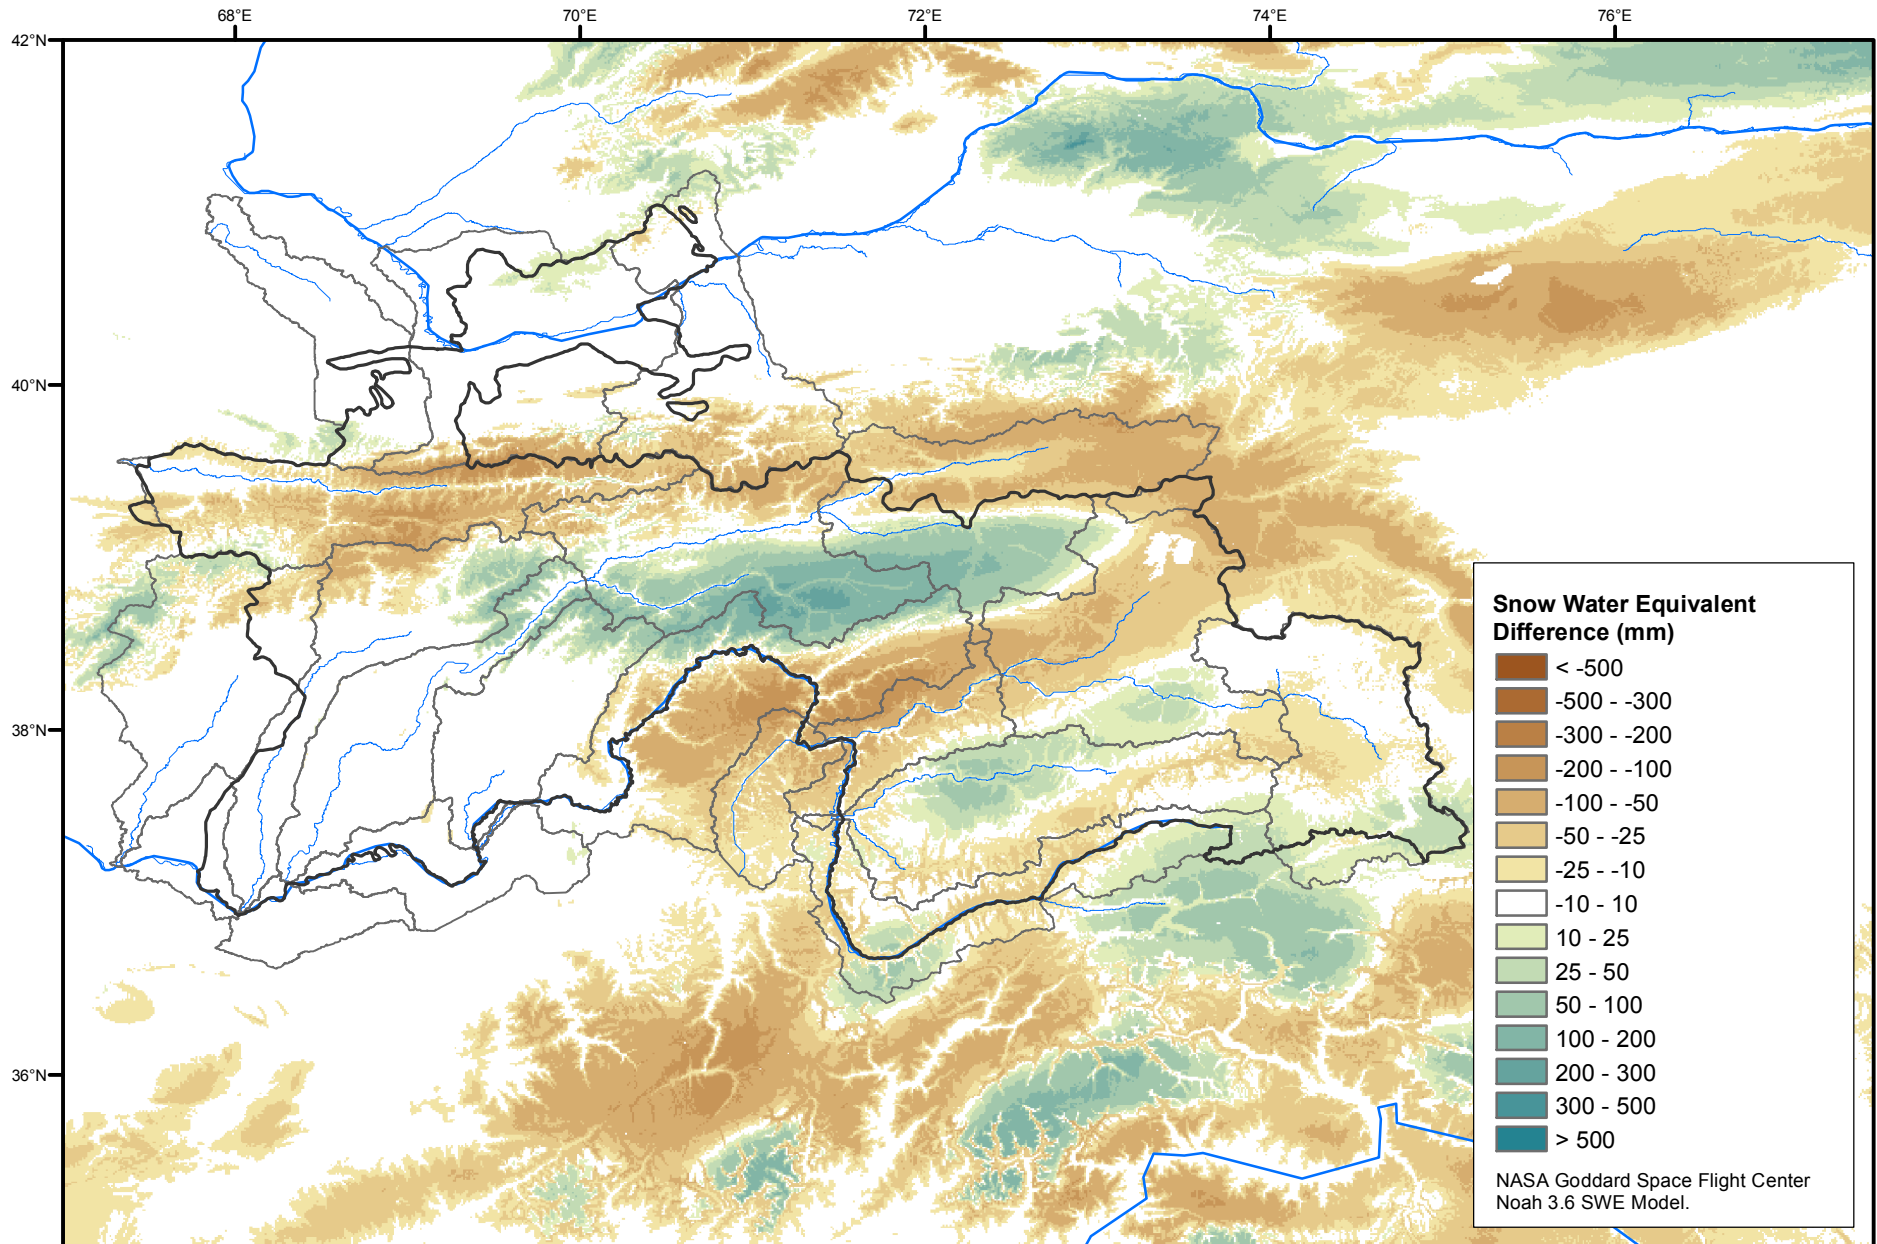 68°E
70°E
72°E
74°E
76°E
42°N
40°N
38°N
36°N
Snow Water Equivalent
Difference (mm)
< -500
-500 - -300
-300 - -200
-200 - -100
-100 - -50
-50 - -25
-25 - -10
-10 - 10
10 - 25
25 - 50
50 - 100
100 - 200
200 - 300
300 - 500
> 500
NASA Goddard Space Flight Center
Noah 3.6 SWE Model.